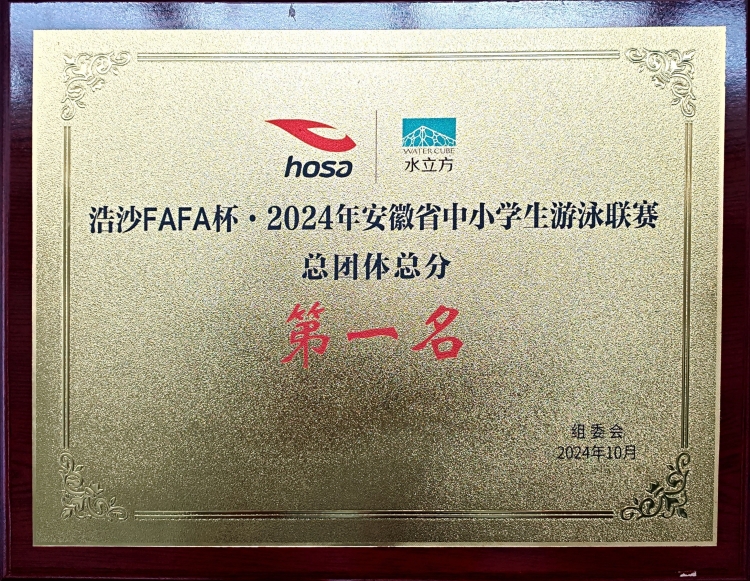 hosa
WATER CUBE
水立方
浩沙FAFA杯·2024年安徽省中小学生游泳联赛
总团体总分
第一名
组委会
2024年10月